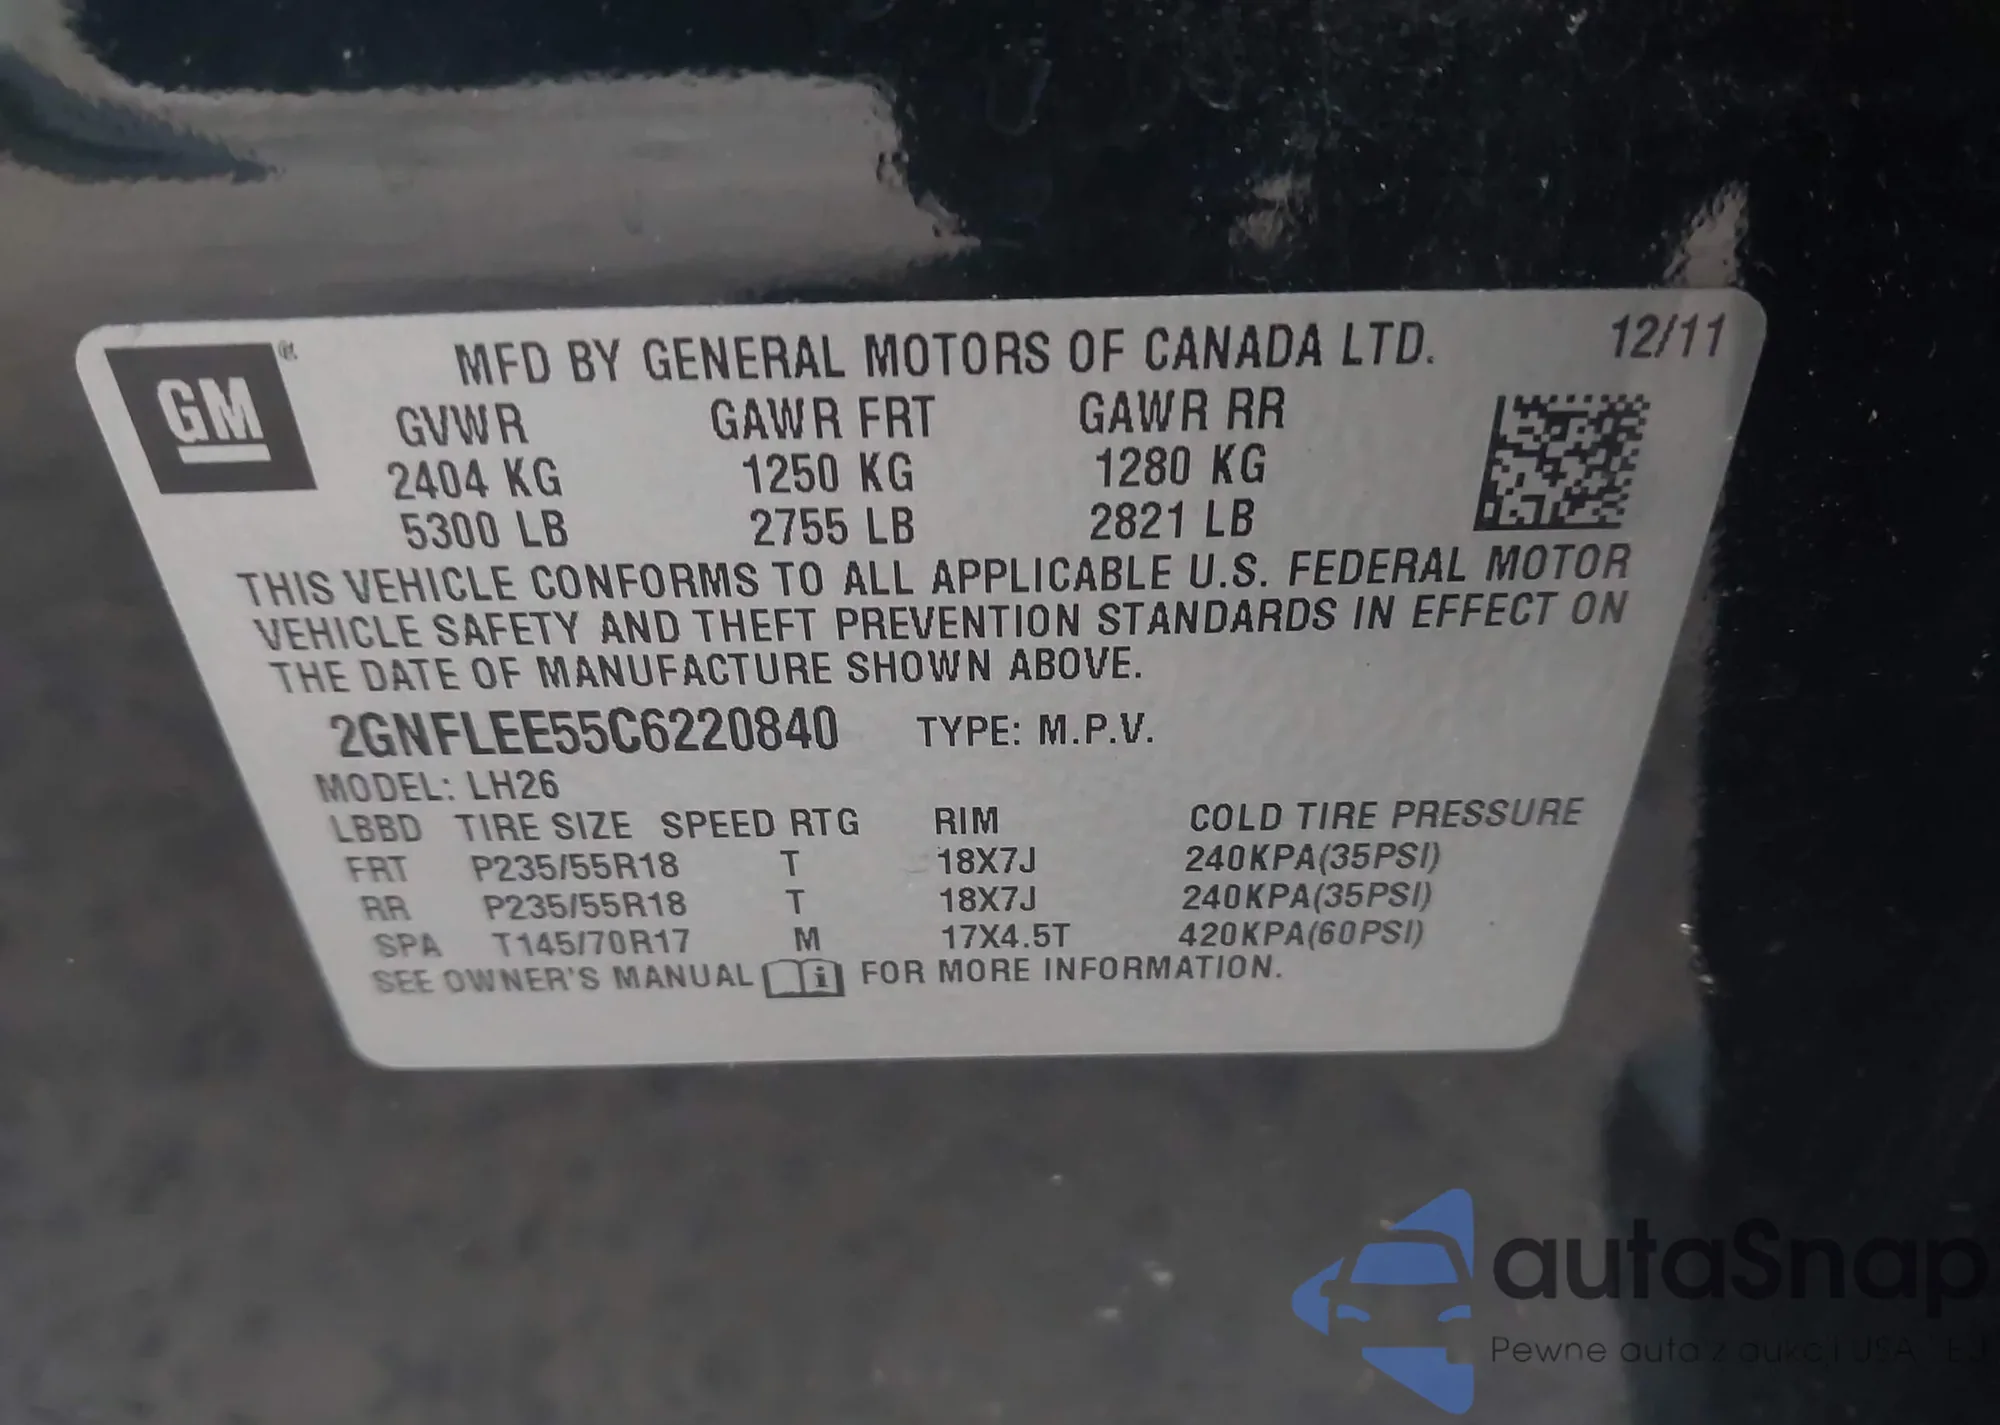 GM ®
MFD BY GENERAL MOTORS OF CANADA LTD. 12/11
GVWR GAWR FRT GAWR RR
2404 KG 1250 KG 1280 KG
5300 LB 2755 LB 2821 LB
THIS VEHICLE CONFORMS TO ALL APPLICABLE U.S. FEDERAL MOTOR
VEHICLE SAFETY AND THEFT PREVENTION STANDARDS IN EFFECT ON
THE DATE OF MANUFACTURE SHOWN ABOVE.
2GNFLEE55C6220840 TYPE: M.P.V.
MODEL: LH26
LBBD TIRE SIZE SPEED RTG RIM COLD TIRE PRESSURE
FRT P235/55R18 T 18X7J 240KPA(35PSI)
RR P235/55R18 T 18X7J 240KPA(35PSI)
SPA T145/70R17 M 17X4.5T 420KPA(60PSI)
SEE OWNER'S MANUAL i FOR MORE INFORMATION.
autaSnap
Pewne auta z aukcji USA EU